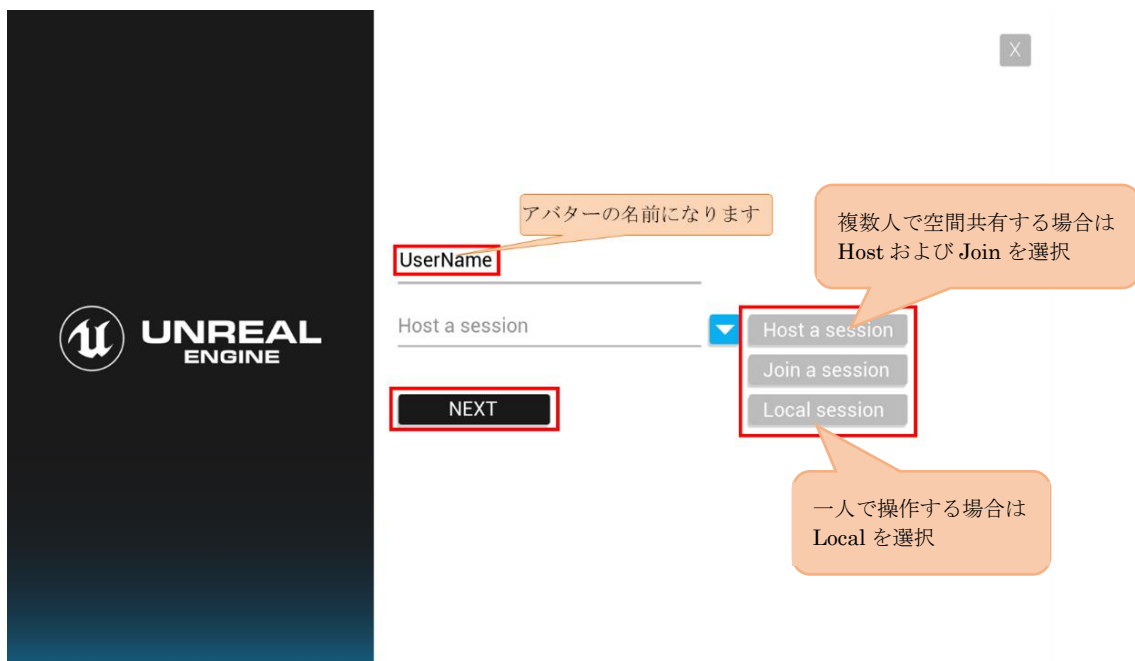 X
アバターの名前になります
複数人で空間共有する場合は
Host および Join を選択
UserName
UNREAL
ENGINE
Host a session
Host a session
Join a session
NEXT
Local session
一人で操作する場合は
Local を選択